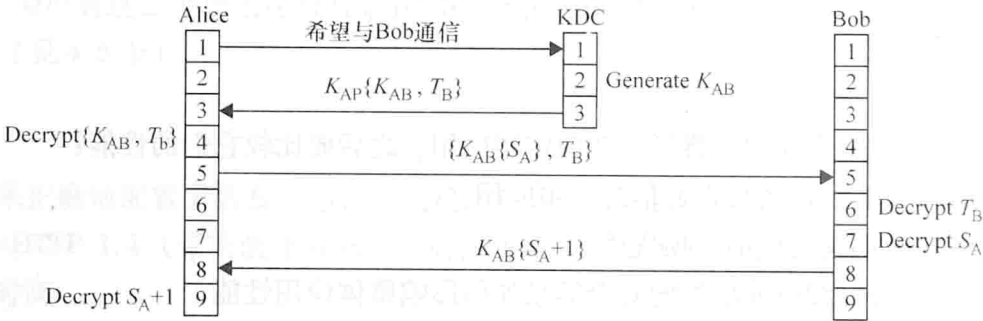 Alice KDC Bob
1 希望与Bob通信 1 1
2 K_AP{K_AB, T_B} 2 Generate K_AB 2
3 3 3
Decrypt{K_AB, T_b} 4 {K_AB{S_A}, T_B} 4
5 5
6 6 Decrypt T_B
7 K_AB{S_A+1} 7 Decrypt S_A
8 8
Decrypt S_A+1 9 9